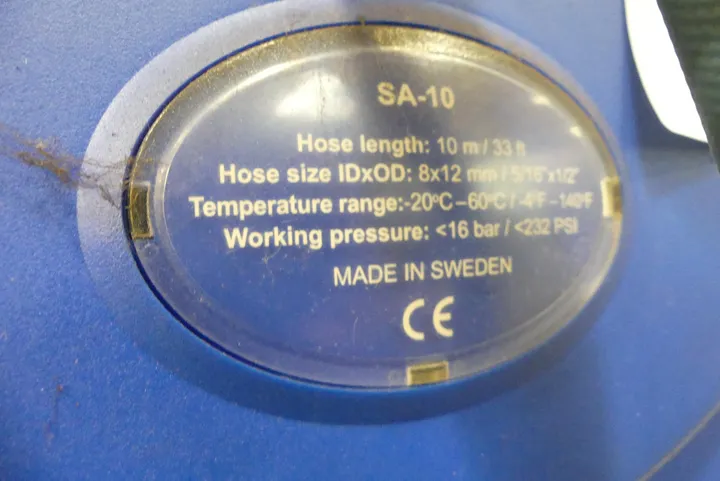 SA-10
Hose length: 10 m / 33 ft
Hose size IDxOD: 8x12 mm / 5/16"x1/2"
Temperature range:-20°C – 60°C / -4°F - 140°F
Working pressure: <16 bar / <232 PSI
MADE IN SWEDEN
CE